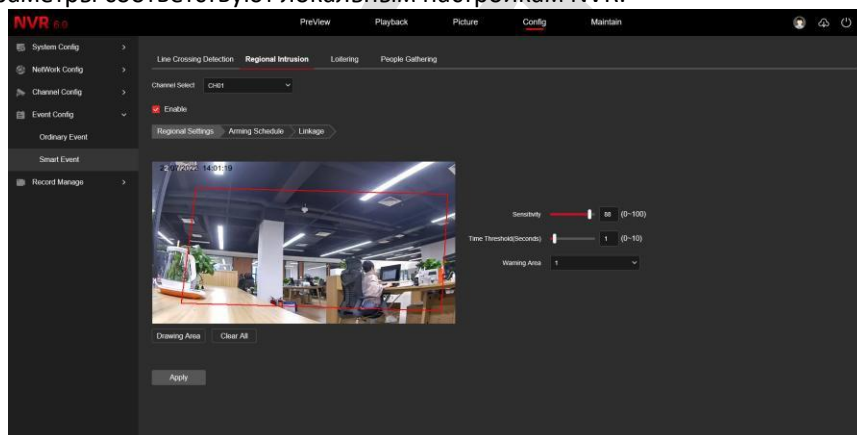 аметры соответствуют локальным настройкам NVR.
NVR 6.0 PreView Playback Picture Config Maintain
System Config
NetWork Config
Channel Config
Event Config
Ordinary Event
Smart Event
Record Manage
Line Crossing Detection Regional Intrusion Loitering People Gathering
Channel Select CH01
Enable
Regional Settings Arming Schedule Linkage
14:01:19
Sensitivity 88 (0~100)
Time Threshold(Seconds) 1 (0~10)
Warning Area 1
Drawing Area Clear All
Apply